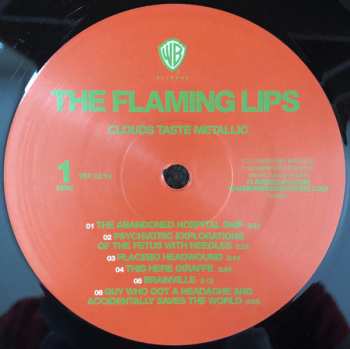 WB
RECORDS
THE FLAMING LIPS
CLOUDS TASTE METALLIC
1
SIDE
01 THE ABANDONED HOSPITAL SHIP
02 PSYCHIATRIC EXPLORATIONS
OF THE FETUS WITH NEEDLES
03 PLACEBO HEADWOUND
04 THIS HERE GIRAFFE
05 BRAINVILLE
06 GUY WHO GOT A HEADACHE AND
ACCIDENTALLY SAVES THE WORLD